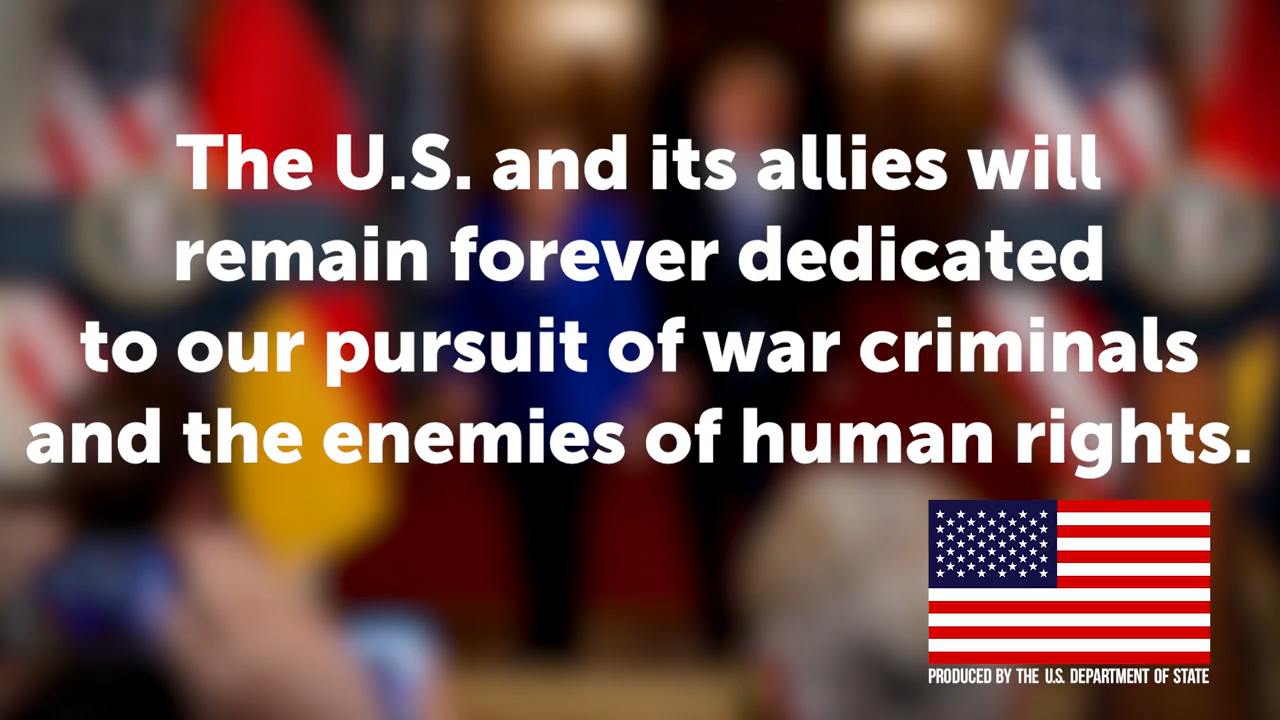 The U.S. and its allies will
remain forever dedicated
to our pursuit of war criminals
and the enemies of human rights.
PRODUCED BY THE U.S. DEPARTMENT OF STATE